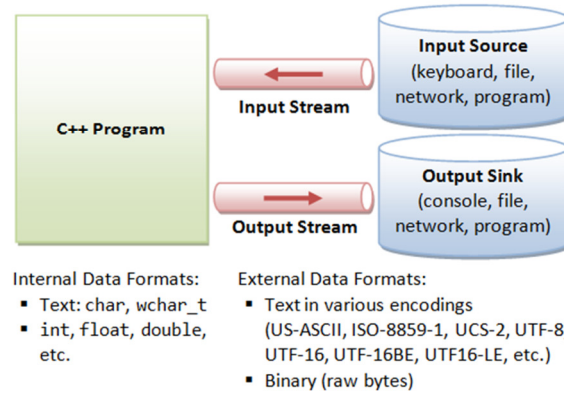 C++ Program
Input Stream
Input Source
(keyboard, file,
network, program)
Output Stream
Output Sink
(console, file,
network, program)
Internal Data Formats:
▪ Text: char, wchar_t
▪ int, float, double,
etc.
External Data Formats:
▪ Text in various encodings
(US-ASCII, ISO-8859-1, UCS-2, UTF-8
UTF-16, UTF-16BE, UTF16-LE, etc.)
▪ Binary (raw bytes)